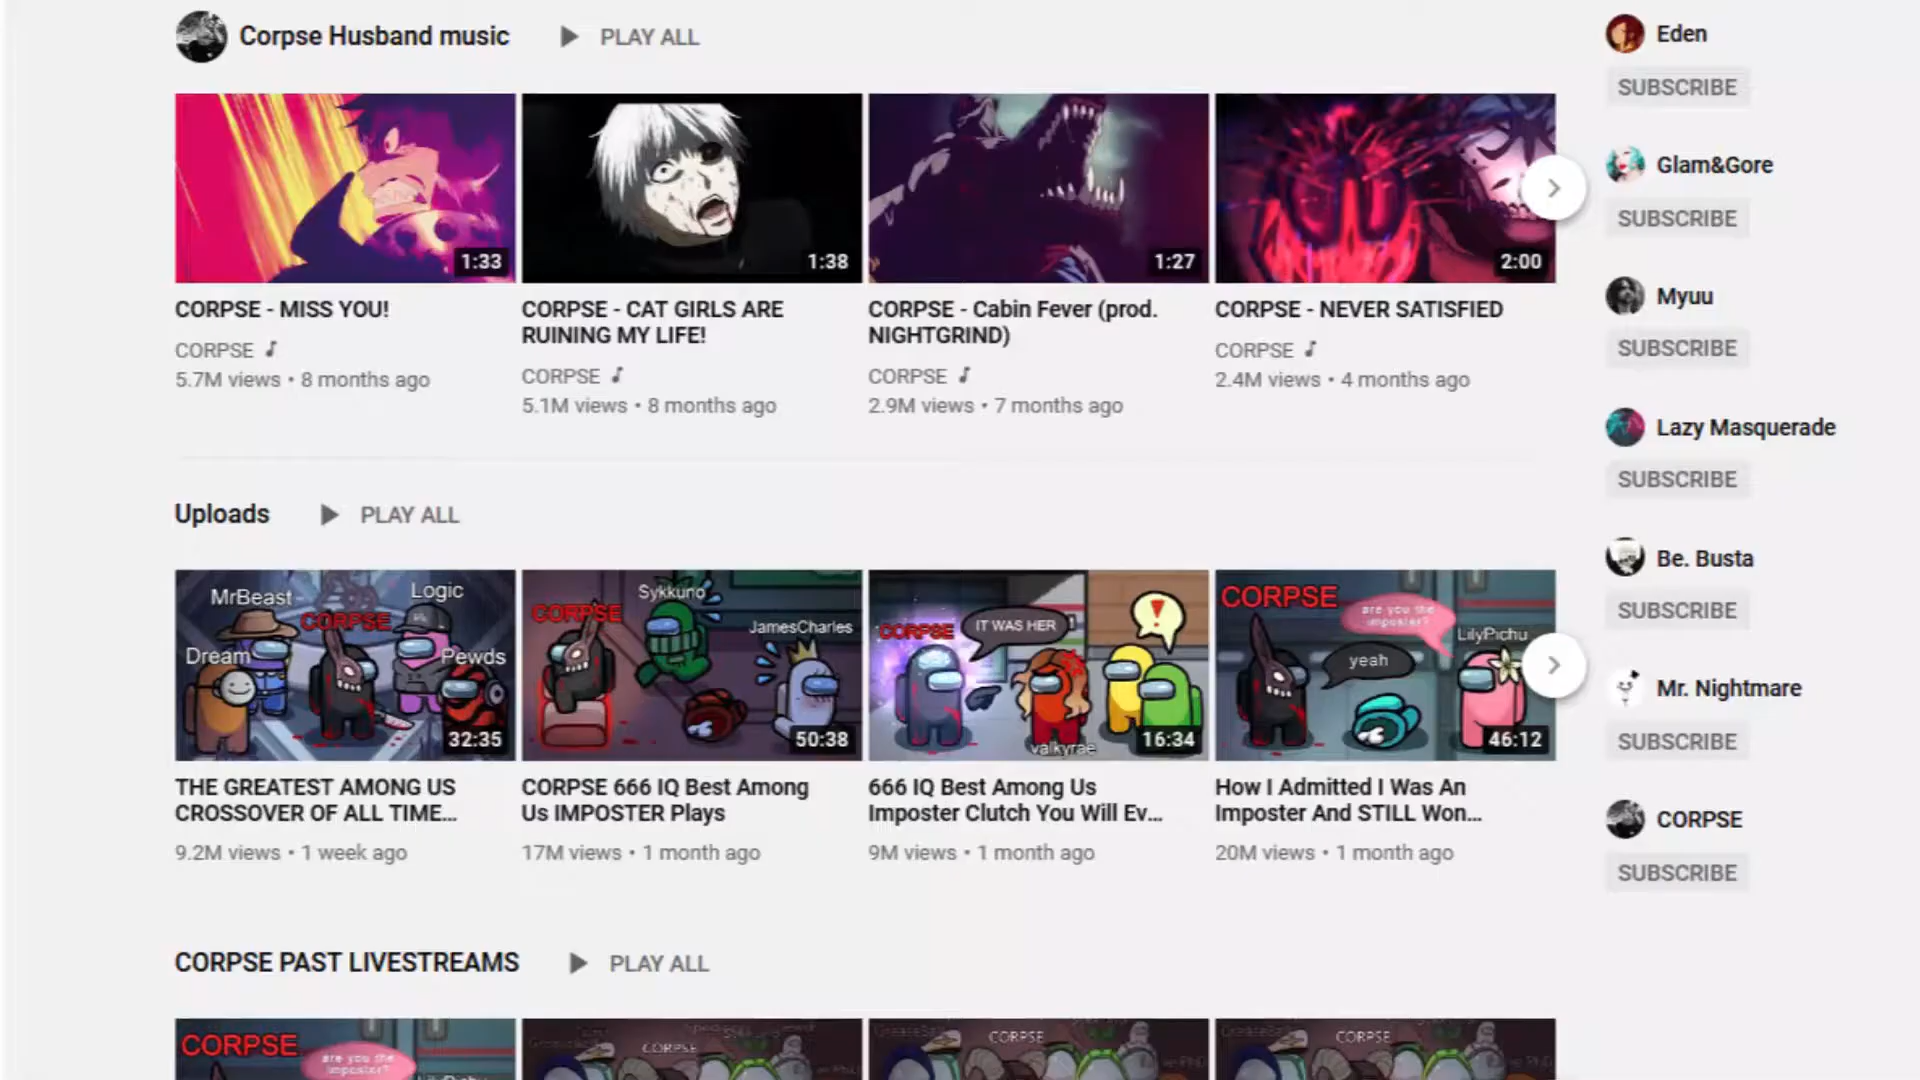 Corpse Husband music
PLAY ALL
1:33
1:38
1:27
2:00
CORPSE - MISS YOU!
CORPSE
5.7M views • 8 months ago
CORPSE - CAT GIRLS ARE
RUINING MY LIFE!
CORPSE
5.1M views • 8 months ago
CORPSE - Cabin Fever (prod.
NIGHTGRIND)
CORPSE
2.9M views • 7 months ago
CORPSE - NEVER SATISFIED
CORPSE
2.4M views • 4 months ago
Uploads
PLAY ALL
MrBeast
Logic
CORPSE
Dream
Pewds
32:35
CORPSE
Sykkuno
JamesCharles
50:38
CORPSE
IT WAS HER
valkyrae
16:34
CORPSE
are you the
imposter?
LilyPichu
yeah
46:12
THE GREATEST AMONG US
CROSSOVER OF ALL TIME...
9.2M views • 1 week ago
CORPSE 666 IQ Best Among
Us IMPOSTER Plays
17M views • 1 month ago
666 IQ Best Among Us
Imposter Clutch You Will Ev...
9M views • 1 month ago
How I Admitted I Was An
Imposter And STILL Won...
20M views • 1 month ago
CORPSE PAST LIVESTREAMS
PLAY ALL
CORPSE
are you the
imposter?
CORPSE
CORPSE
CORPSE
Eden
SUBSCRIBE
Glam&Gore
SUBSCRIBE
Myuu
SUBSCRIBE
Lazy Masquerade
SUBSCRIBE
Be. Busta
SUBSCRIBE
Mr. Nightmare
SUBSCRIBE
CORPSE
SUBSCRIBE